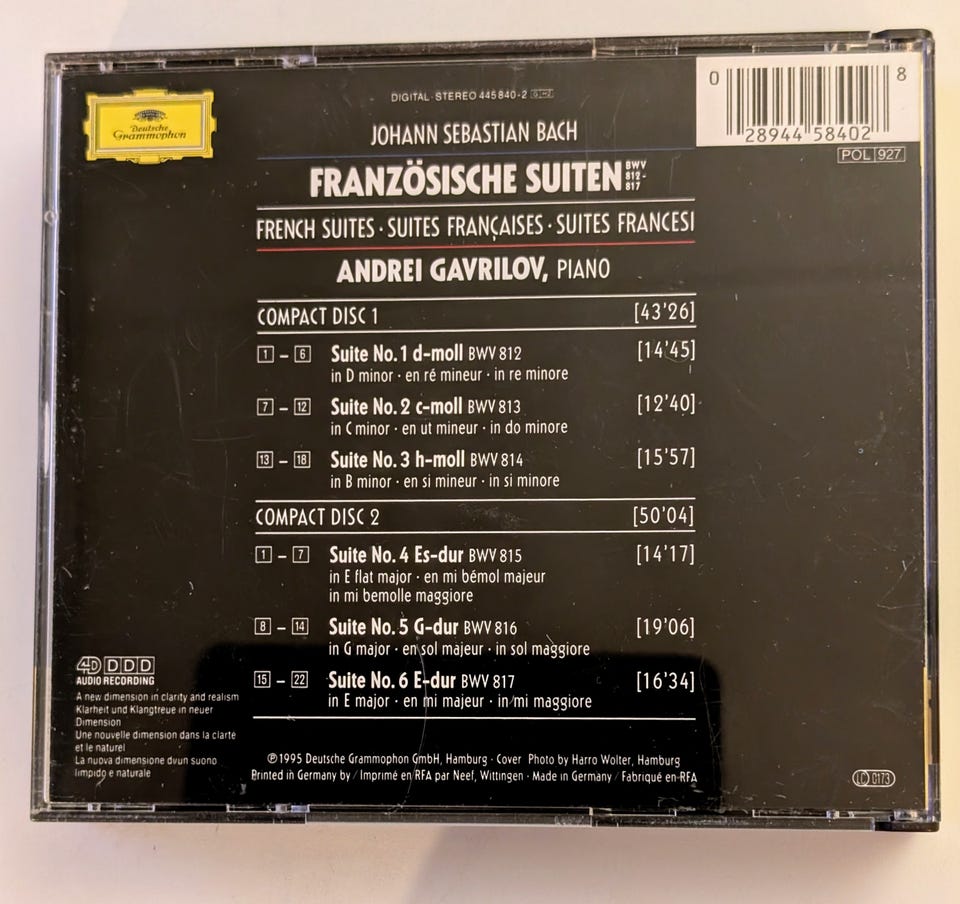 Deutsche
Grammophon
DIGITAL · STEREO 445 840-2
0 28944 58402 8
POL 927
JOHANN SEBASTIAN BACH
FRANZÖSISCHE SUITEN BWV 812-817
FRENCH SUITES · SUITES FRANÇAISES · SUITES FRANCESI
ANDREI GAVRILOV, PIANO
COMPACT DISC 1 [43'26]
1 – 6 Suite No. 1 d-moll BWV 812 [14'45]
in D minor · en ré mineur · in re minore
7 – 12 Suite No. 2 c-moll BWV 813 [12'40]
in C minor · en ut mineur · in do minore
13 – 18 Suite No. 3 h-moll BWV 814 [15'57]
in B minor · en si mineur · in si minore
COMPACT DISC 2 [50'04]
1 – 7 Suite No. 4 Es-dur BWV 815 [14'17]
in E flat major · en mi bémol majeur
in mi bemolle maggiore
8 – 14 Suite No. 5 G-dur BWV 816 [19'06]
in G major · en sol majeur · in sol maggiore
15 – 22 Suite No. 6 E-dur BWV 817 [16'34]
in E major · en mi majeur · in mi maggiore
4D DDD
AUDIO RECORDING
A new dimension in clarity and realism
Klarheit und Klangtreue in neuer
Dimension
Une nouvelle dimension dans la clarté
et le naturel
La nuova dimensione di un suono
limpido e naturale
℗ 1995 Deutsche Grammophon GmbH, Hamburg · Cover Photo by Harro Wolter, Hamburg
Printed in Germany by / Imprimé en RFA par Neef, Wittingen · Made in Germany / Fabriqué en RFA
LC 0173